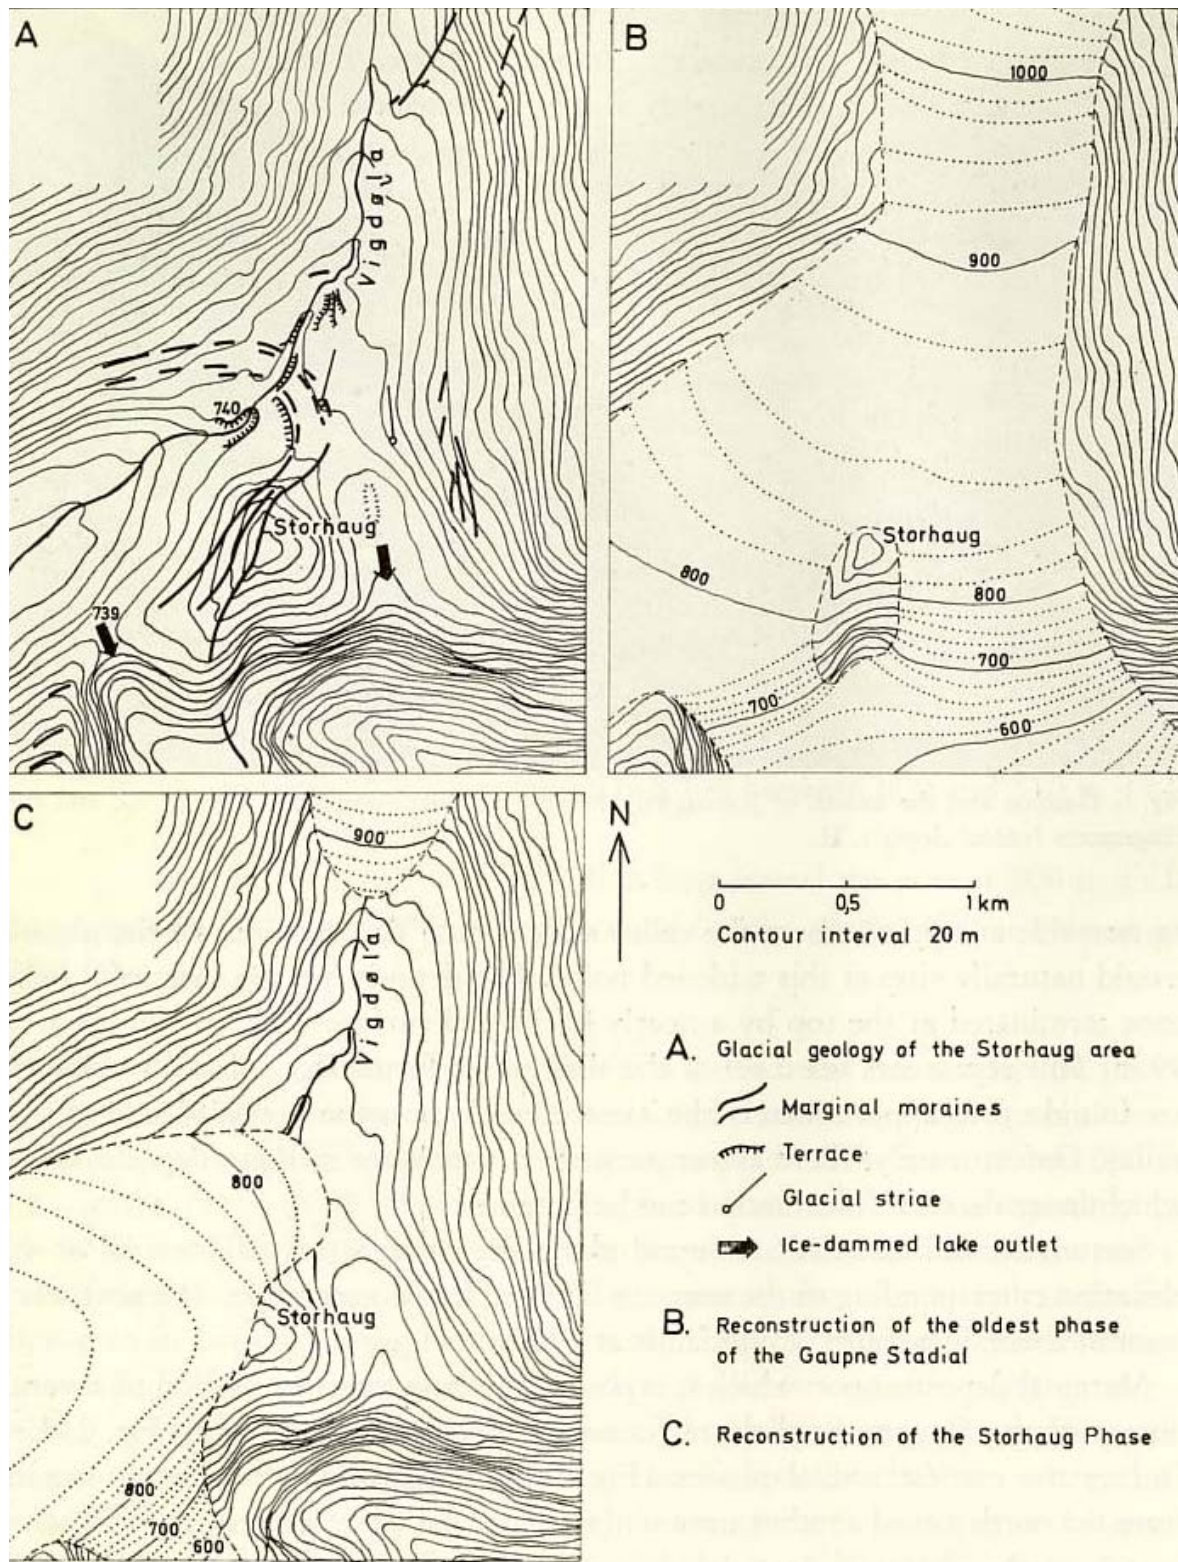 A
Vigdøla
740
Storhaug
739
B
1000
900
Storhaug
800
800
700
700
600
C
900
Vigdøla
800
Storhaug
800
700
600
N
0 0,5 1 km
Contour interval 20 m
A. Glacial geology of the Storhaug area
Marginal moraines
Terrace
Glacial striae
Ice-dammed lake outlet
B. Reconstruction of the oldest phase
of the Gaupne Stadial
C. Reconstruction of the Storhaug Phase